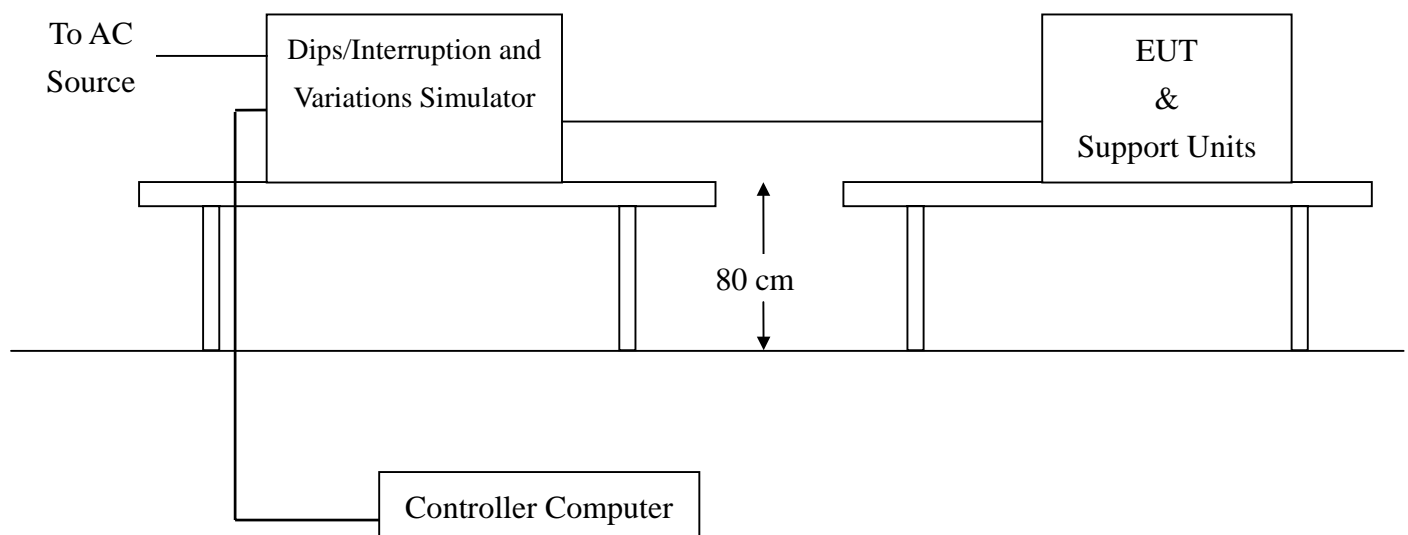 To AC
Source
Dips/Interruption and
Variations Simulator
EUT
&
Support Units
80 cm
Controller Computer